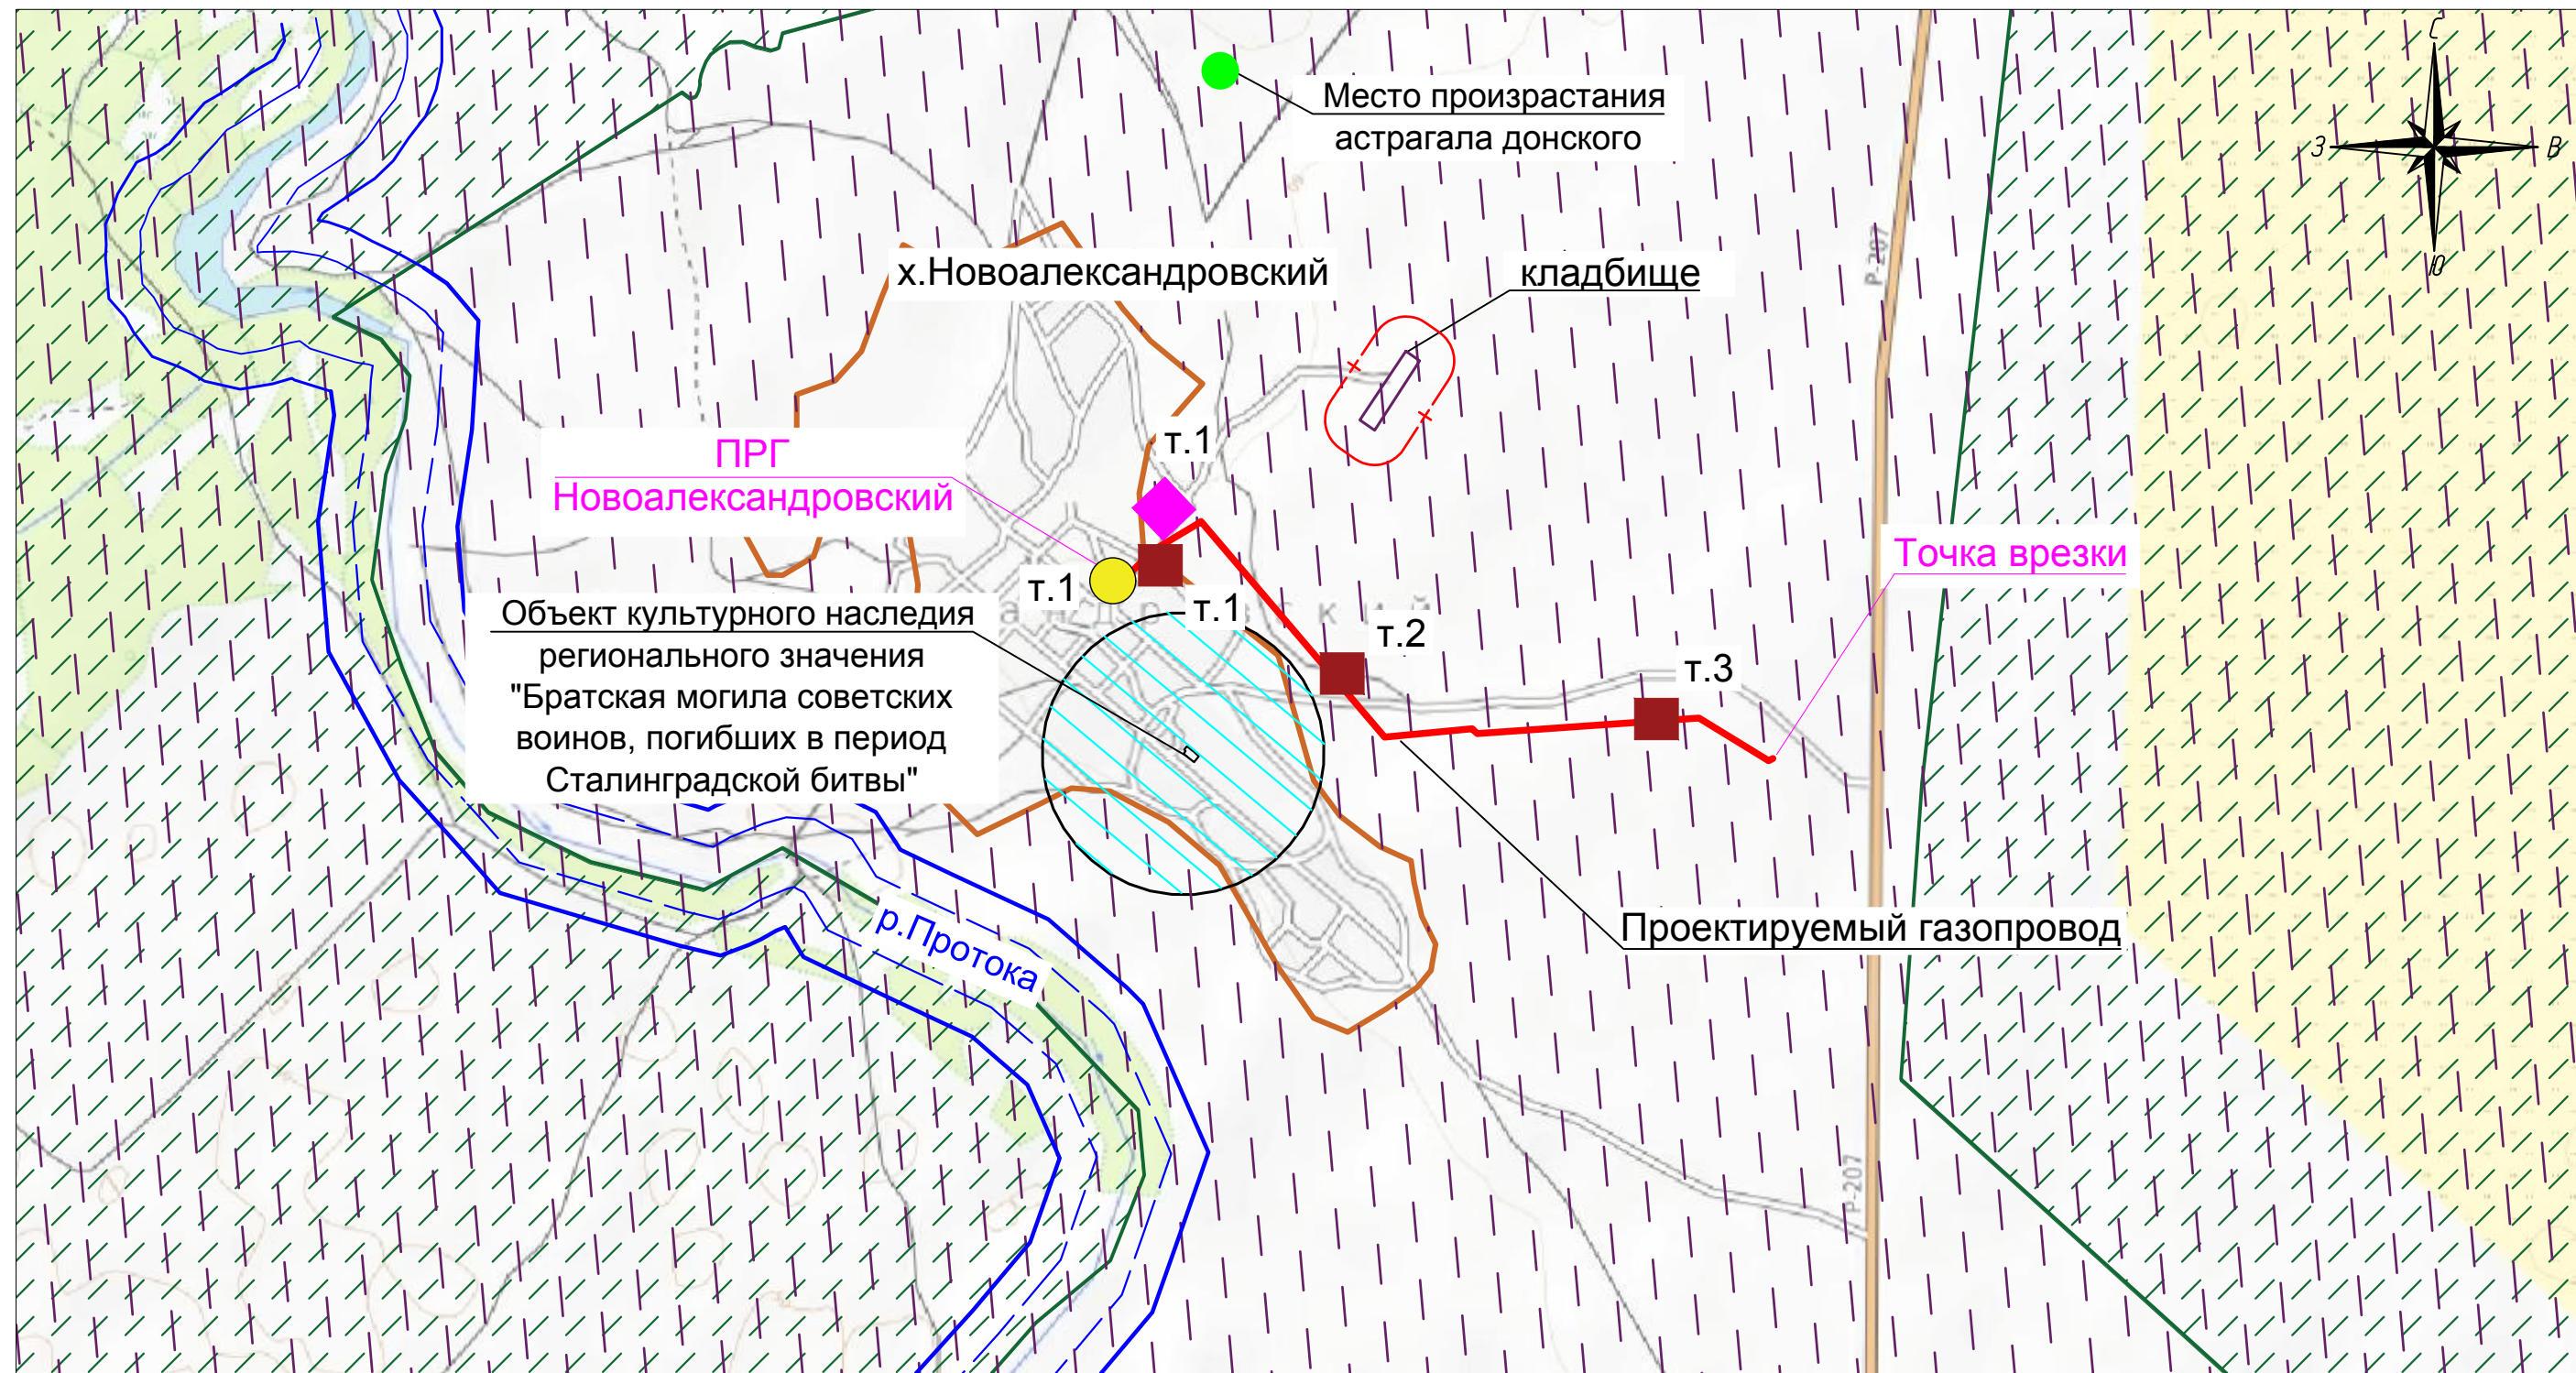 С
Место произрастания
астрагала донского
З
В
Р-207
Ю
х.Новоалександровский
кладбище
60
ПРГ
Новоалександровский
т.1
Точка врезки
т.1
т.1
Объект культурного наследия
регионального значения
"Братская могила советских
воинов, погибших в период
Сталинградской битвы"
т.2
т.3
р.Протока
Проектируемый газопровод
Р-207